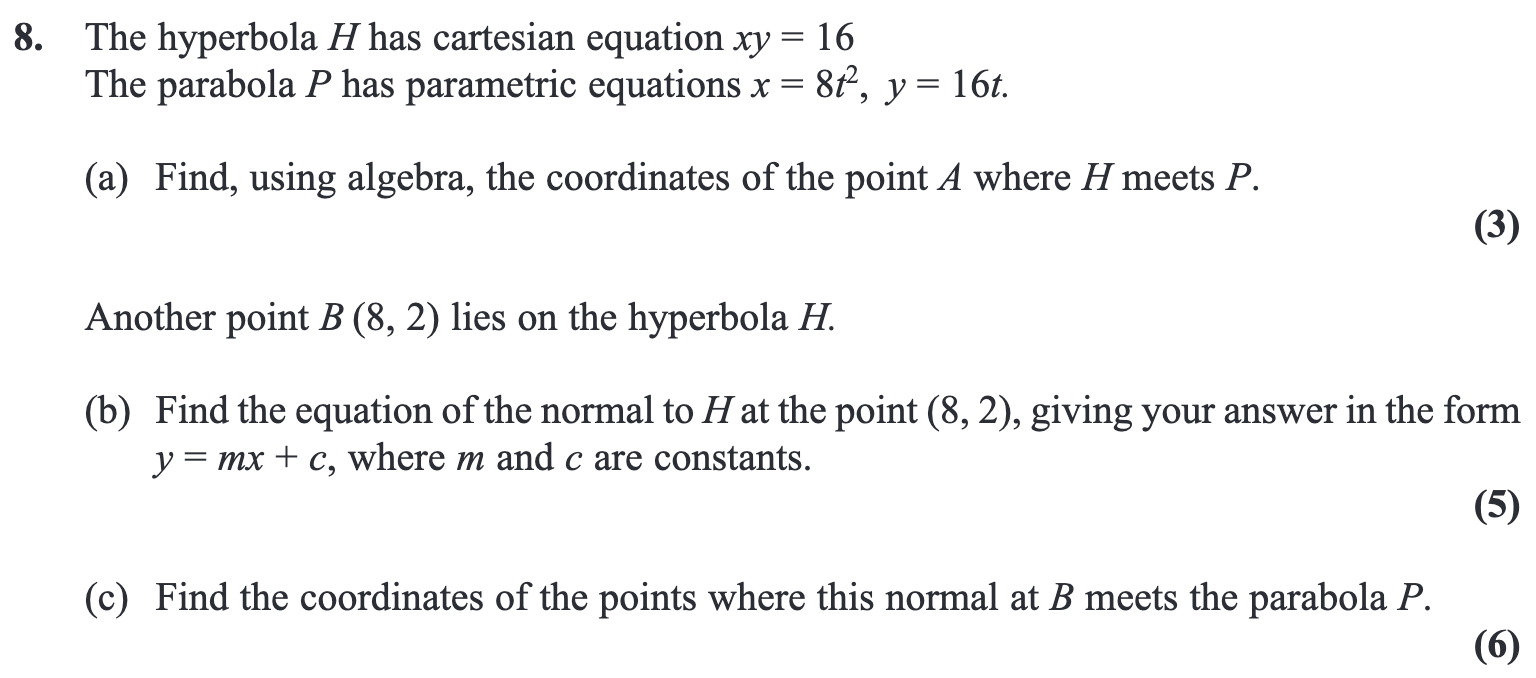 8. The hyperbola H has cartesian equation xy = 16
The parabola P has parametric equations x = 8t², y = 16t.
(a) Find, using algebra, the coordinates of the point A where H meets P.
(3)
Another point B (8, 2) lies on the hyperbola H.
(b) Find the equation of the normal to H at the point (8, 2), giving your answer in the form
y = mx + c, where m and c are constants.
(5)
(c) Find the coordinates of the points where this normal at B meets the parabola P.
(6)